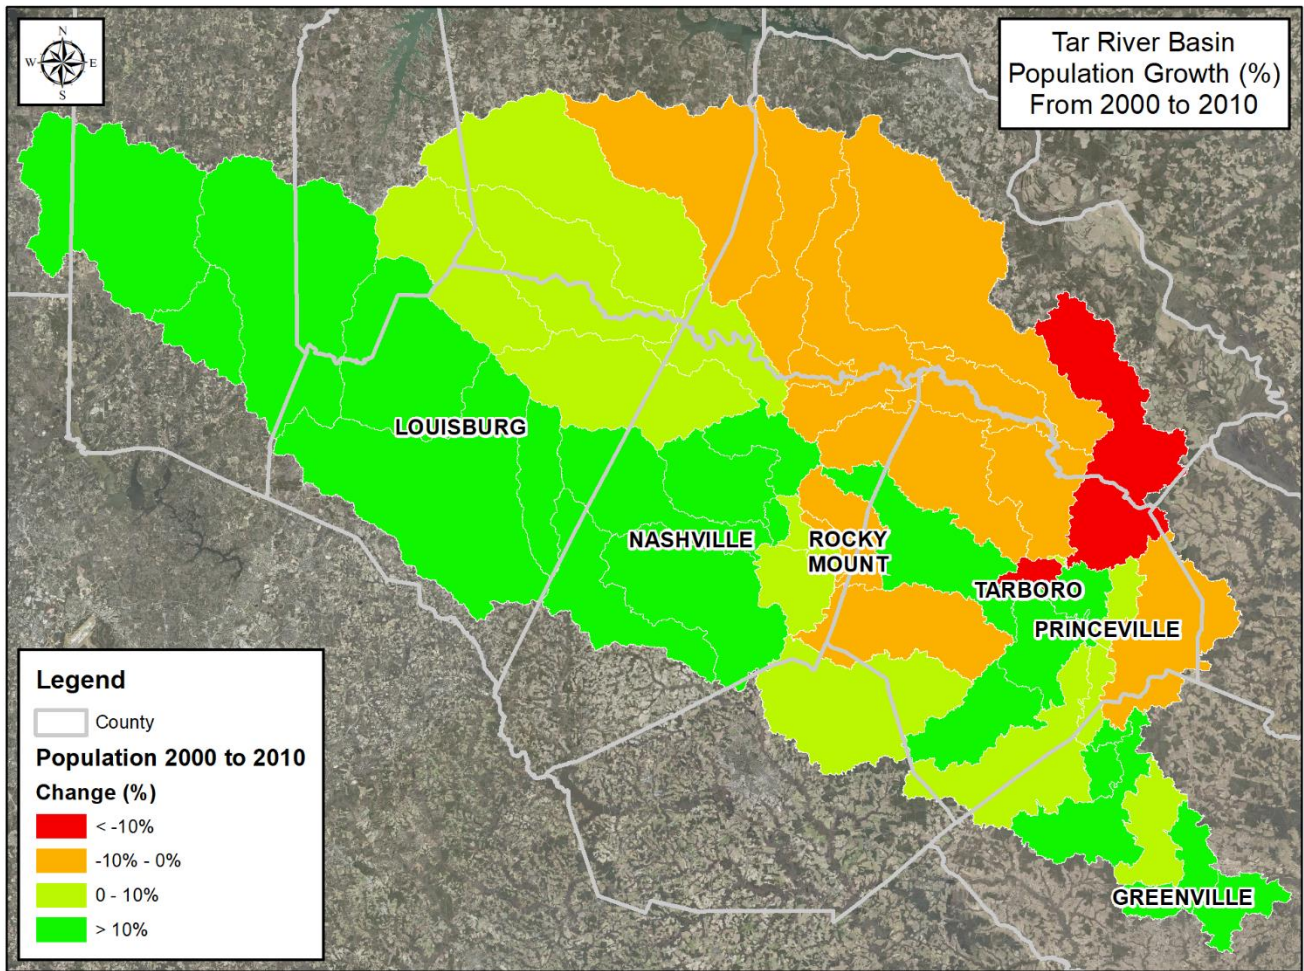 N
W E
S
Tar River Basin
Population Growth (%)
From 2000 to 2010
LOUISBURG
NASHVILLE
ROCKY
MOUNT
TARBORO
PRINCEVILLE
GREENVILLE
Legend
County
Population 2000 to 2010
Change (%)
< -10%
-10% - 0%
0 - 10%
> 10%